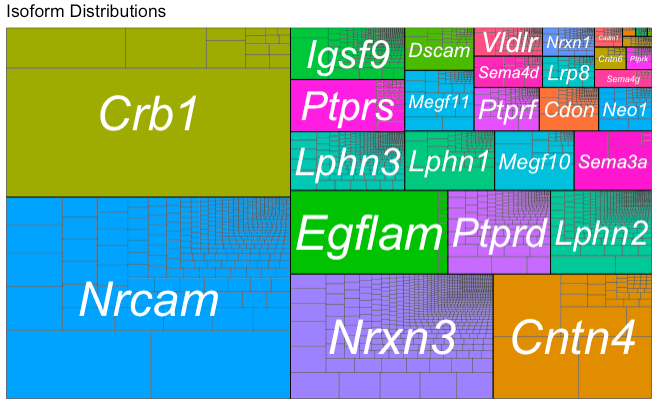 Isoform Distributions
Crb1
Igsf9
Dscam
Vldlr
Nrxn1
Cadm1
Cntn6
Ptprk
Sema4d
Lrp8
Sema4g
Ptprs
Megf11
Ptprf
Cdon
Neo1
Lphn3
Lphn1
Megf10
Sema3a
Egflam
Ptprd
Lphn2
Nrcam
Nrxn3
Cntn4